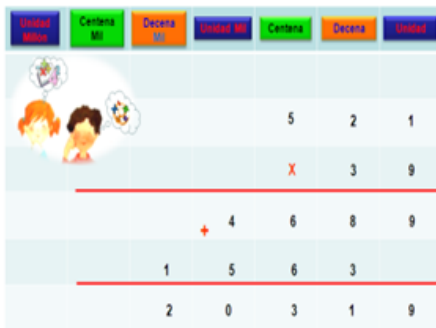 Unidad Millón Centena Mil Decena Mil Unidad Mil Centena Decena Unidad
5 2 1
X 3 9
+ 4 6 8 9
1 5 6 3
2 0 3 1 9